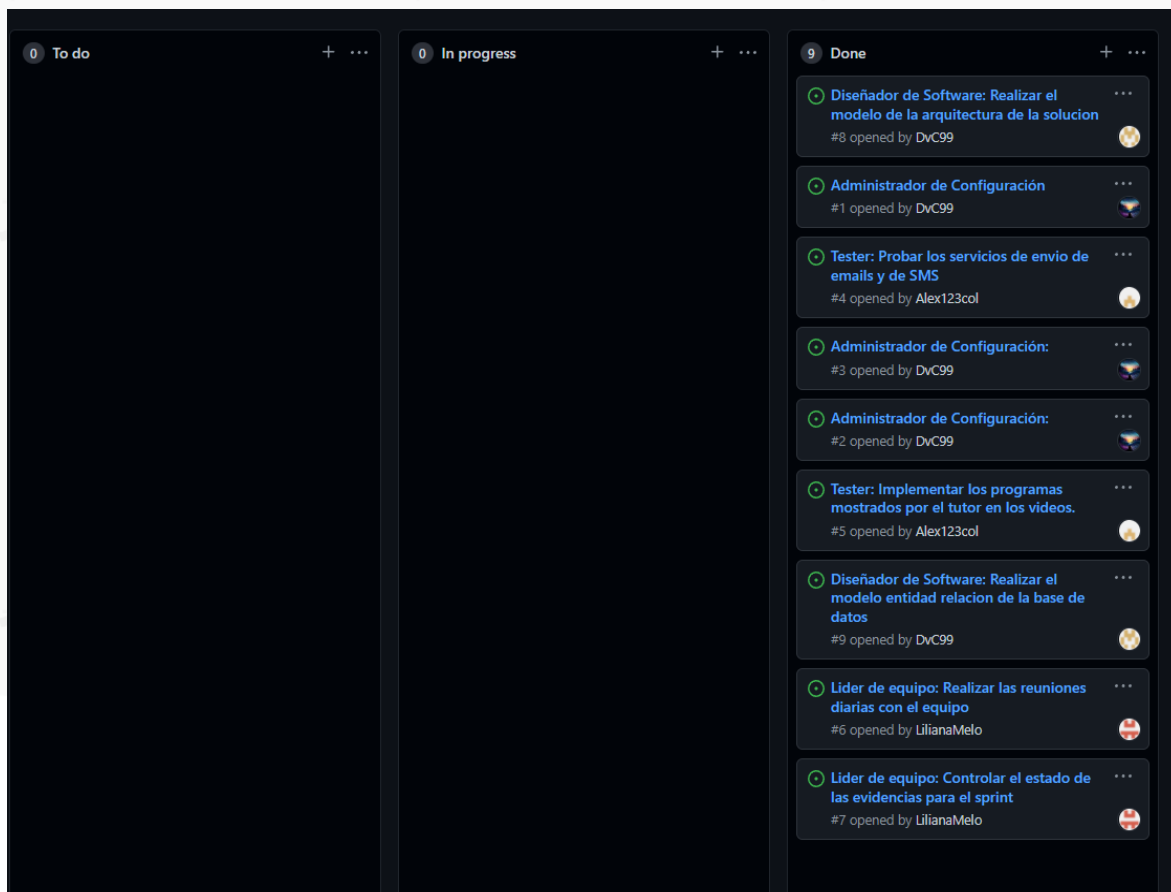 0 To do
0 In progress
9 Done
Diseñador de Software: Realizar el
modelo de la arquitectura de la solucion
#8 opened by DvC99
Administrador de Configuración
#1 opened by DvC99
Tester: Probar los servicios de envio de
emails y de SMS
#4 opened by Alex123col
Administrador de Configuración:
#3 opened by DvC99
Administrador de Configuración:
#2 opened by DvC99
Tester: Implementar los programas
mostrados por el tutor en los videos.
#5 opened by Alex123col
Diseñador de Software: Realizar el
modelo entidad relacion de la base de
datos
#9 opened by DvC99
Lider de equipo: Realizar las reuniones
diarias con el equipo
#6 opened by LilianaMelo
Lider de equipo: Controlar el estado de
las evidencias para el sprint
#7 opened by LilianaMelo